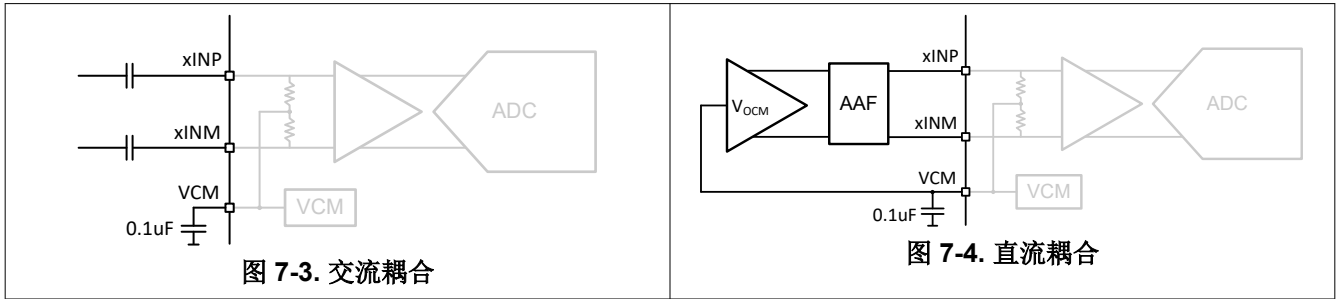 xINP
xINM
ADC
VCM
VCM
0.1uF
图 7-3. 交流耦合
xINP
VOCM
AAF
xINM
ADC
VCM
VCM
0.1uF
图 7-4. 直流耦合